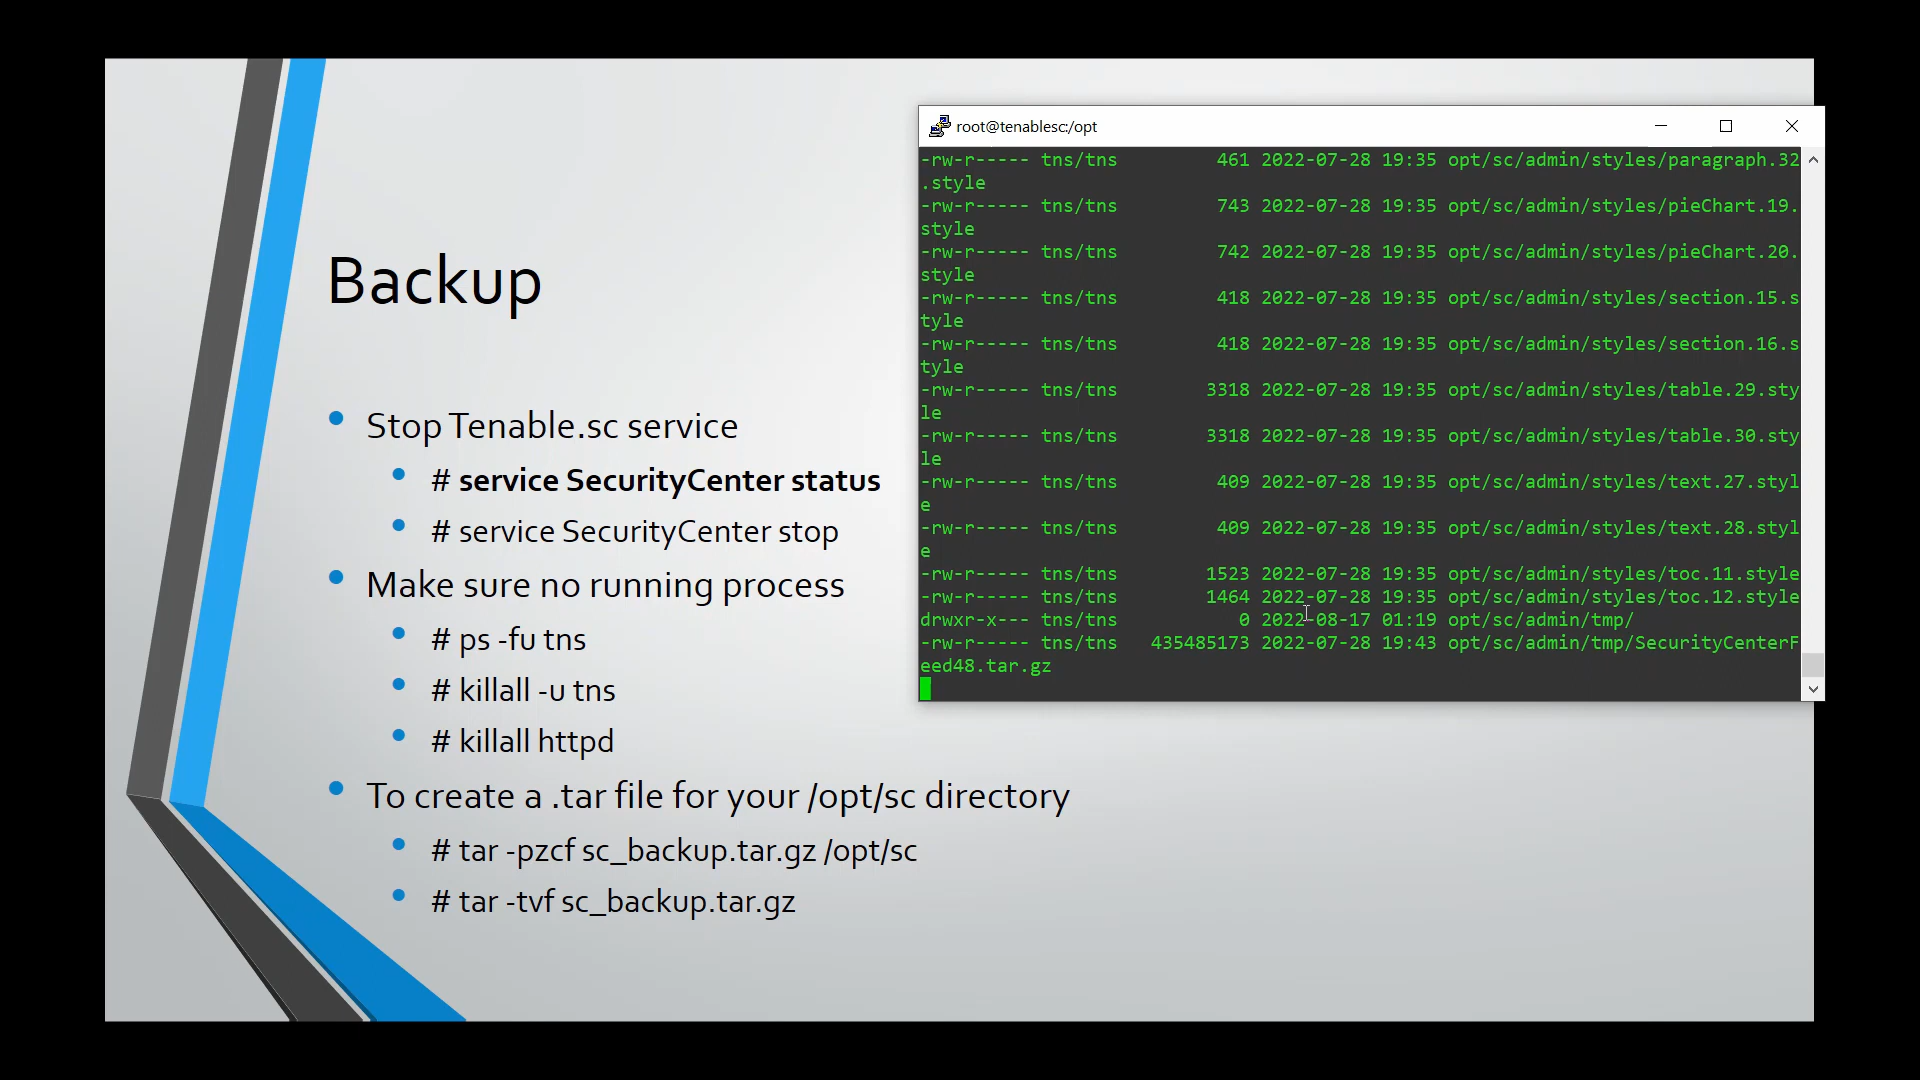 Backup
Stop Tenable.sc service
# service SecurityCenter status
# service SecurityCenter stop
Make sure no running process
# ps -fu tns
# killall -u tns
# killall httpd
To create a .tar file for your /opt/sc directory
# tar -pzcf sc_backup.tar.gz /opt/sc
# tar -tvf sc_backup.tar.gz
root@tenablesc:/opt
-rw-r----- tns/tns 461 2022-07-28 19:35 opt/sc/admin/styles/paragraph.32
.style
-rw-r----- tns/tns 743 2022-07-28 19:35 opt/sc/admin/styles/pieChart.19.
style
-rw-r----- tns/tns 742 2022-07-28 19:35 opt/sc/admin/styles/pieChart.20.
style
-rw-r----- tns/tns 418 2022-07-28 19:35 opt/sc/admin/styles/section.15.s
tyle
-rw-r----- tns/tns 418 2022-07-28 19:35 opt/sc/admin/styles/section.16.s
tyle
-rw-r----- tns/tns 3318 2022-07-28 19:35 opt/sc/admin/styles/table.29.sty
le
-rw-r----- tns/tns 3318 2022-07-28 19:35 opt/sc/admin/styles/table.30.sty
le
-rw-r----- tns/tns 409 2022-07-28 19:35 opt/sc/admin/styles/text.27.styl
e
-rw-r----- tns/tns 409 2022-07-28 19:35 opt/sc/admin/styles/text.28.styl
e
-rw-r----- tns/tns 1523 2022-07-28 19:35 opt/sc/admin/styles/toc.11.style
-rw-r----- tns/tns 1464 2022-07-28 19:35 opt/sc/admin/styles/toc.12.style
drwxr-x--- tns/tns 0 2022-08-17 01:19 opt/sc/admin/tmp/
-rw-r----- tns/tns 435485173 2022-07-28 19:43 opt/sc/admin/tmp/SecurityCenterF
eed48.tar.gz